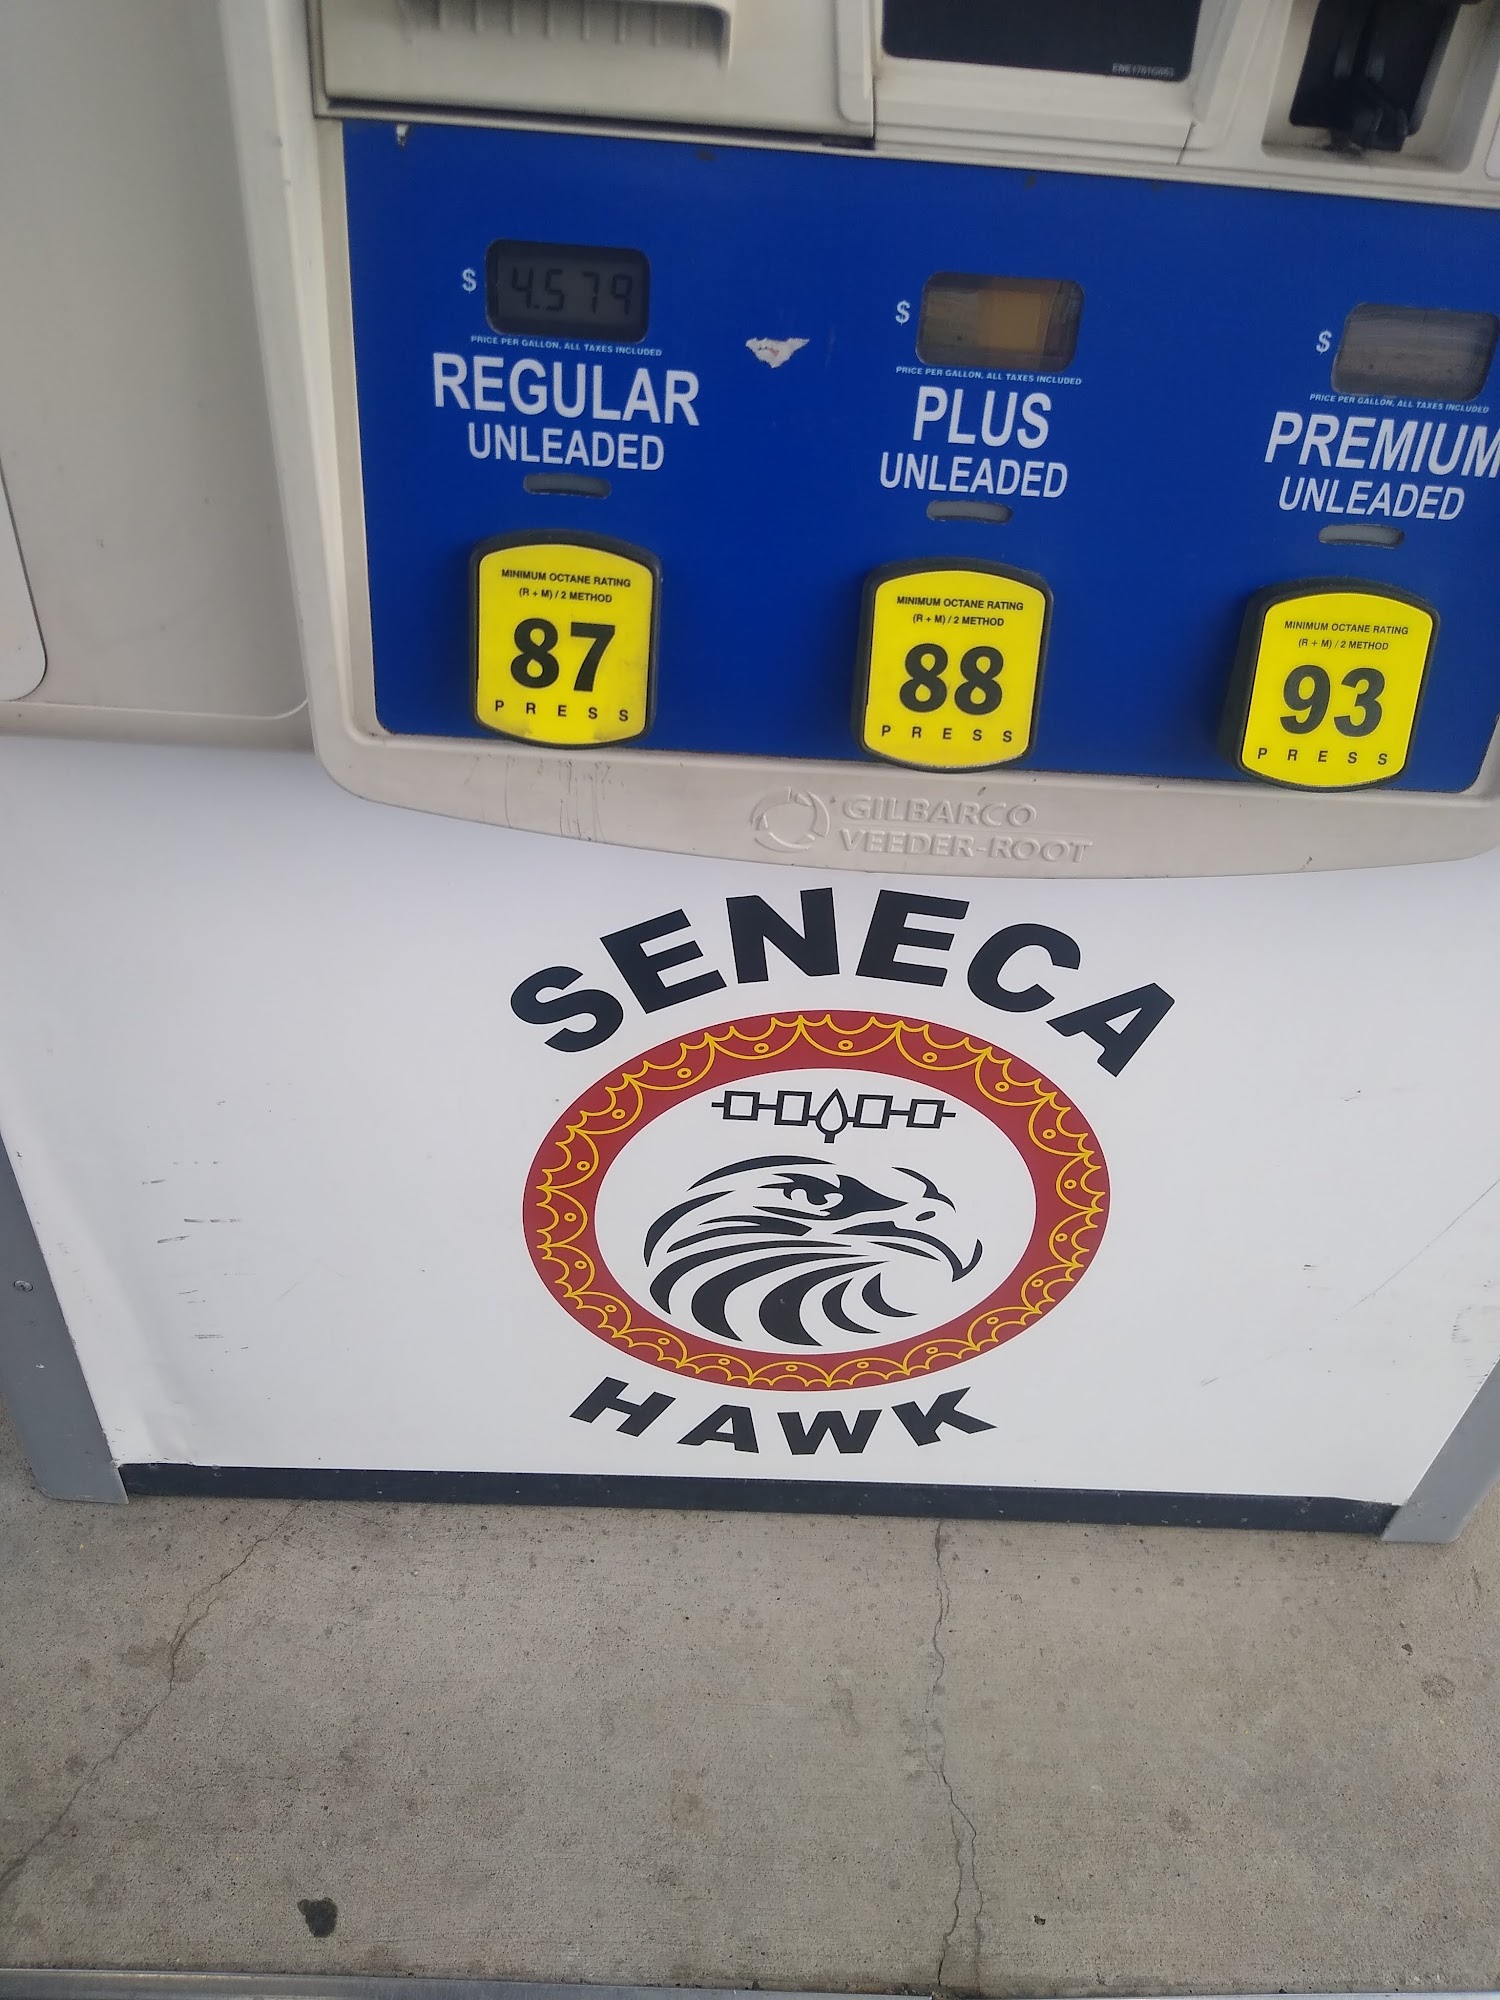 $ 4.579
PRICE PER GALLON, ALL TAXES INCLUDED
REGULAR
UNLEADED
MINIMUM OCTANE RATING
(R + M) / 2 METHOD
87
PRESS
$
PRICE PER GALLON, ALL TAXES INCLUDED
PLUS
UNLEADED
MINIMUM OCTANE RATING
(R + M) / 2 METHOD
88
PRESS
$
PRICE PER GALLON, ALL TAXES INCLUDED
PREMIUM
UNLEADED
MINIMUM OCTANE RATING
(R + M) / 2 METHOD
93
PRESS
GILBARCO
VEEDER-ROOT
SENECA
HAWK